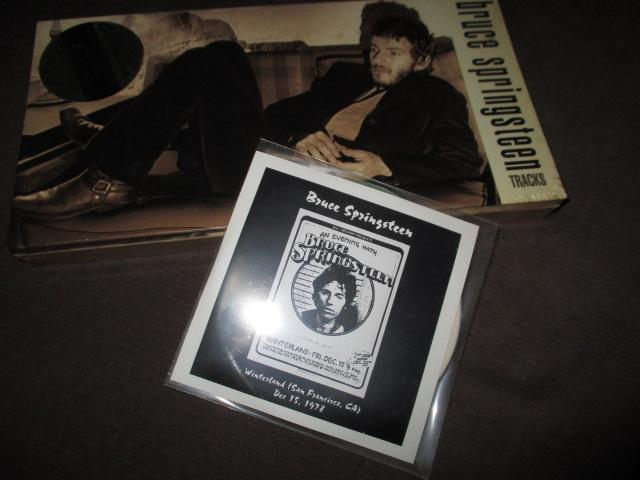 bruce springsteen
TRACKS
Bruce Springsteen
AN EVENING WITH
BRUCE
SPRINGSTEEN
WINTERLAND-FRI. DEC. 15 9 P.M.
Winterland (San Francisco, CA)
Dec 15, 1978